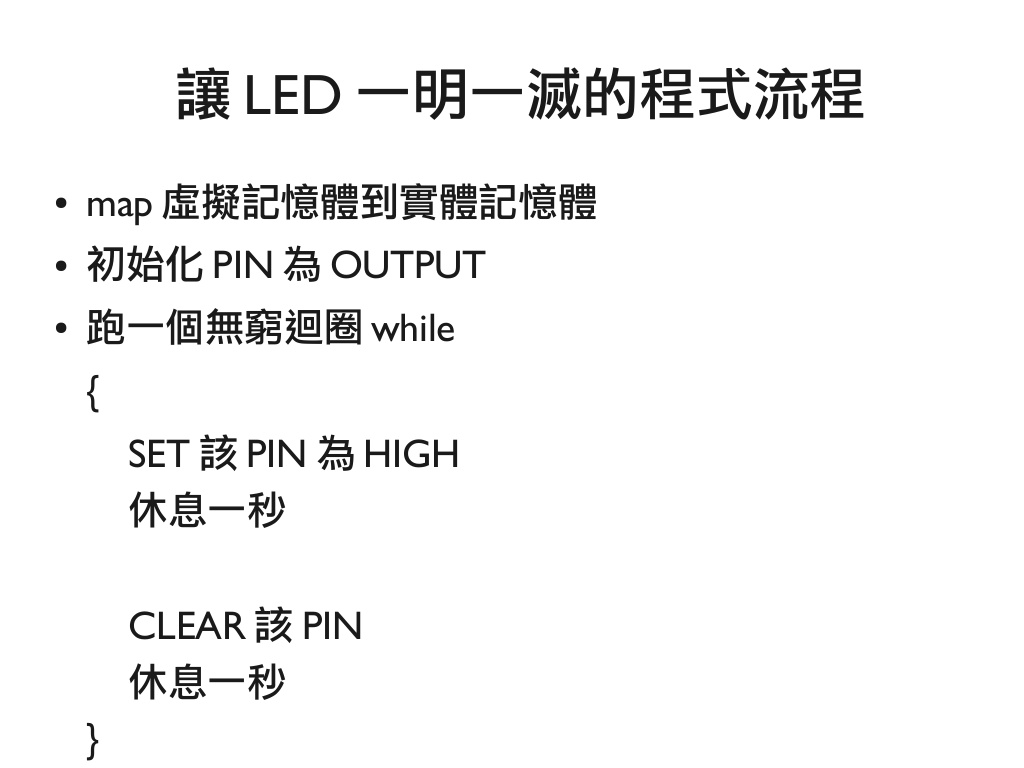 讓 LED 一明一滅的程式流程
• map 虛擬記憶體到實體記憶體
• 初始化 PIN 為 OUTPUT
• 跑一個無窮迴圈 while
{
SET 該 PIN 為 HIGH
休息一秒
CLEAR 該 PIN
休息一秒
}